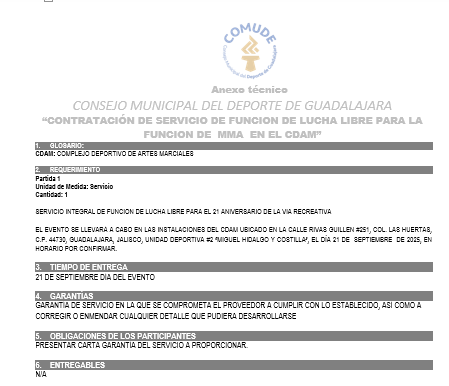 COMUDE
Consejo Municipal del Deporte de Guadalajara
Anexo técnico
CONSEJO MUNICIPAL DEL DEPORTE DE GUADALAJARA
"CONTRATACIÓN DE SERVICIO DE FUNCION DE LUCHA LIBRE PARA LA
FUNCION DE MMA EN EL CDAM"
1. GLOSARIO:
CDAM: COMPLEJO DEPORTIVO DE ARTES MARCIALES
2. REQUERIMIENTO
Partida 1
Unidad de Medida: Servicio
Cantidad: 1
SERVICIO INTEGRAL DE FUNCION DE LUCHA LIBRE PARA EL 21 ANIVERSARIO DE LA VIA RECREATIVA
EL EVENTO SE LLEVARA A CABO EN LAS INSTALACIONES DEL CDAM UBICADO EN LA CALLE RIVAS GUILLEN #251, COL. LAS HUERTAS,
C.P. 44730, GUADALAJARA, JALISCO, UNIDAD DEPORTIVA #2 "MIGUEL HIDALGO Y COSTILLA", EL DÍA 21 DE SEPTIEMBRE DE 2025, EN
HORARIO POR CONFIRMAR.
3. TIEMPO DE ENTREGA
21 DE SEPTIEMBRE DIA DEL EVENTO
4. GARANTÍAS
GARANTIA DE SERVICIO EN LA QUE SE COMPROMETA EL PROVEEDOR A CUMPLIR CON LO ESTABLECIDO, ASI COMO A
CORREGIR O ENMENDAR CUALQUIER DETALLE QUE PUDIERA DESARROLLARSE
5. OBLIGACIONES DE LOS PARTICIPANTES
PRESENTAR CARTA GARANTIA DEL SERVICIO A PROPORCIONAR.
6. ENTREGABLES
N/A